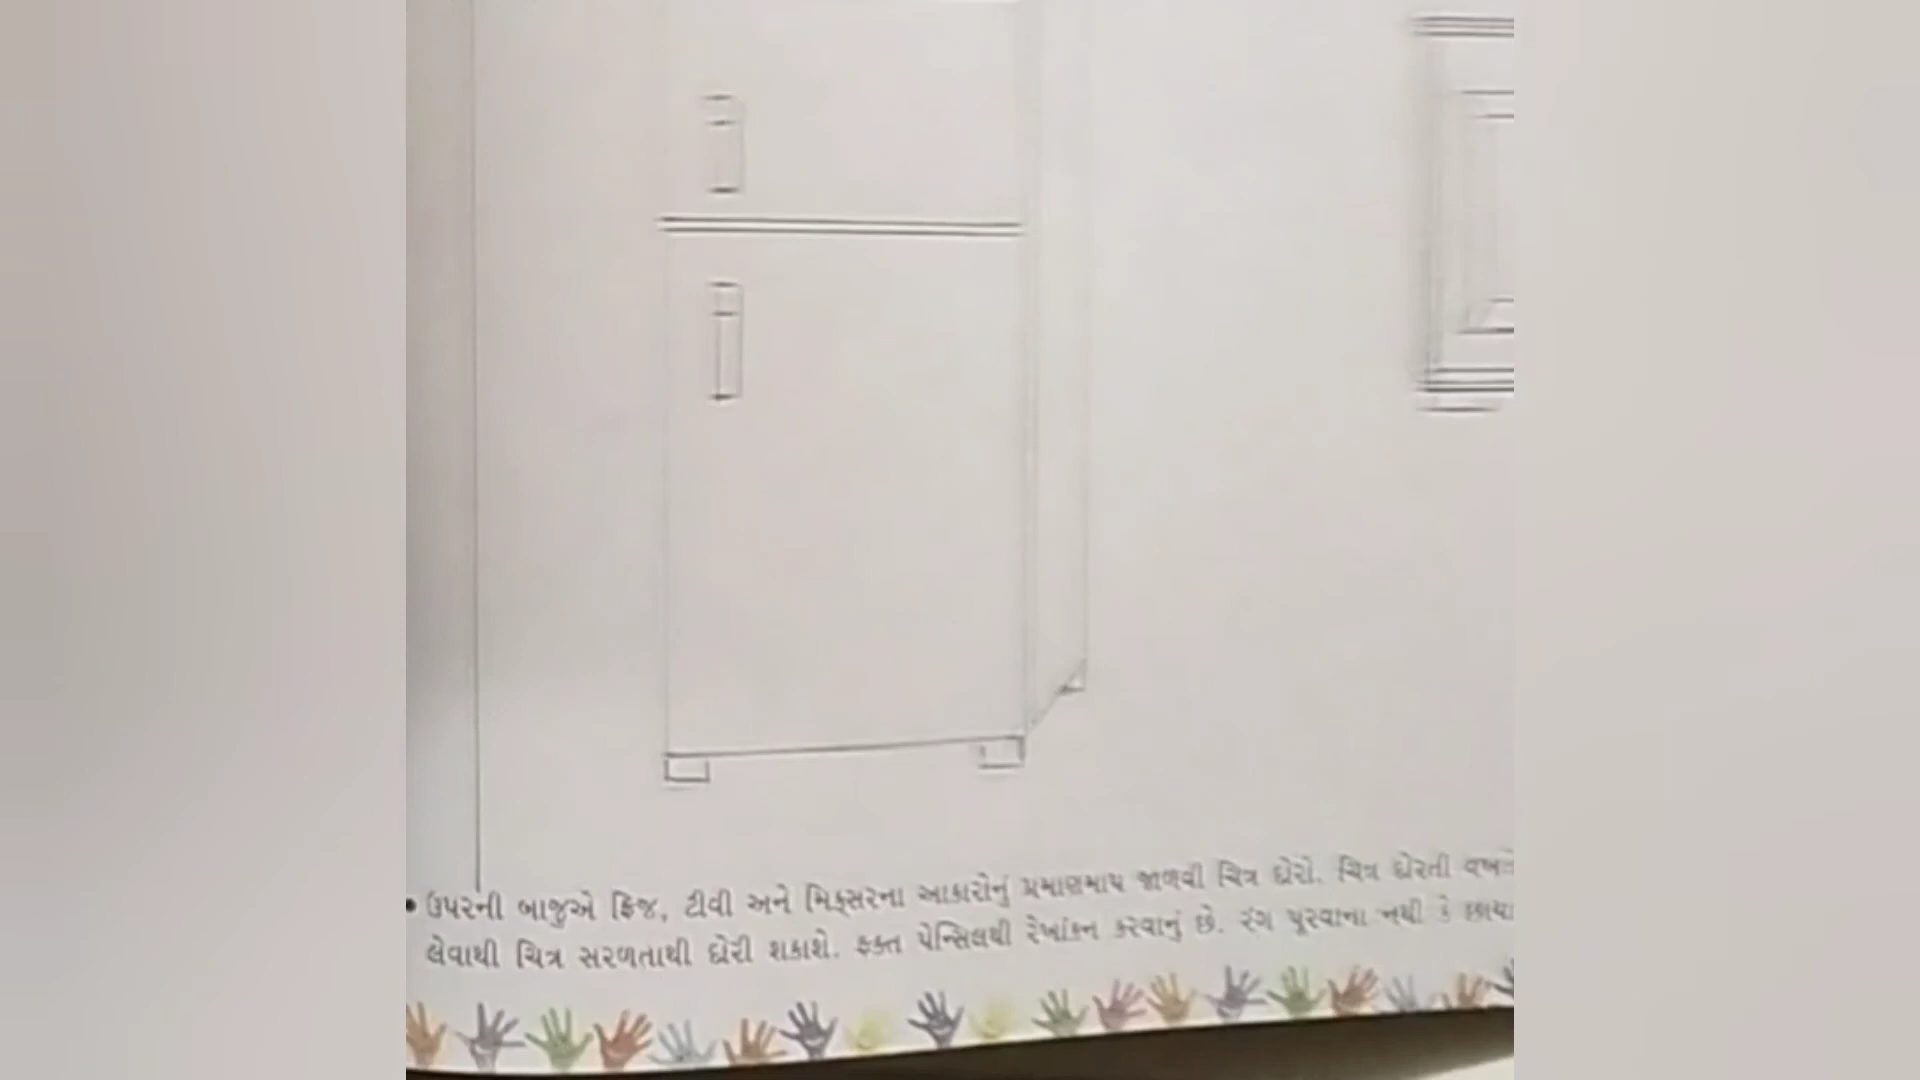 • ઉપરની બાજુએ ફ્રિજ, ટીવી અને મિક્સરના આકારોનું પ્રમાણમાપ જાળવી ચિત્ર દોરો. ચિત્ર દોરતી વખતે
લેવાથી ચિત્ર સરળતાથી દોરી શકાશે. ફક્ત પેન્સિલથી રેખાંકન કરવાનું છે. રંગ પૂરવાના નથી કે છાયા